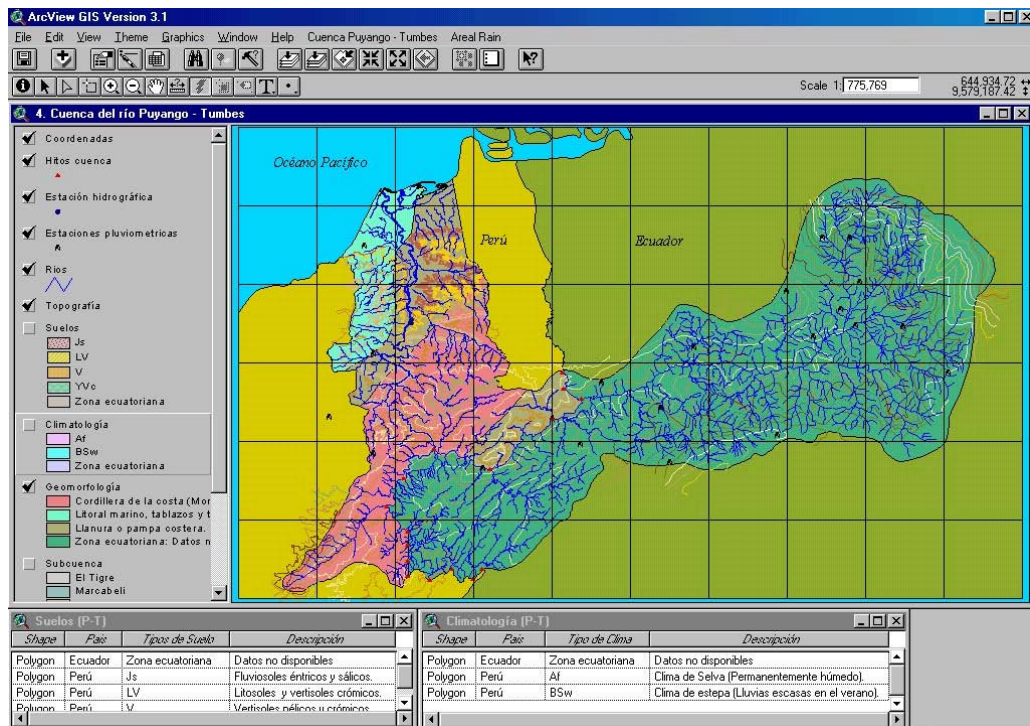 ArcView GIS Version 3.1
File Edit View Theme Graphics Window Help Cuenca Puyango - Tumbes Areal Rain
Scale 1: 775,769
644,934.72
9,579,187.42
4. Cuenca del río Puyango - Tumbes
Coordenadas
Hitos cuenca
Estación hidrográfica
Estaciones pluviometricas
Rios
Topografía
Suelos
Js
LV
V
YVc
Zona ecuatoriana
Climatología
Af
BSw
Zona ecuatoriana
Geomorfología
Cordillera de la costa (Mor
Litoral marino, tablazos y t
Llanura o pampa costera.
Zona ecuatoriana: Datos n
Subcuenca
El Tigre
Marcabeli
Océano Pacífico
Perú
Ecuador
Suelos (P-T)
Shape País Tipos de Suelo Descripción
Polygon Ecuador Zona ecuatoriana Datos no disponibles
Polygon Perú Js Fluviosoles éntricos y sálicos.
Polygon Perú LV Litosoles y vertisoles crómicos.
Polygon Perú V Vertisoles pélicos y crómicos
Climatología (P-T)
Shape País Tipo de Clima Descripción
Polygon Ecuador Zona ecuatoriana Datos no disponibles
Polygon Perú Af Clima de Selva (Permanentemente húmedo).
Polygon Perú BSw Clima de estepa (Lluvias escasas en el verano).